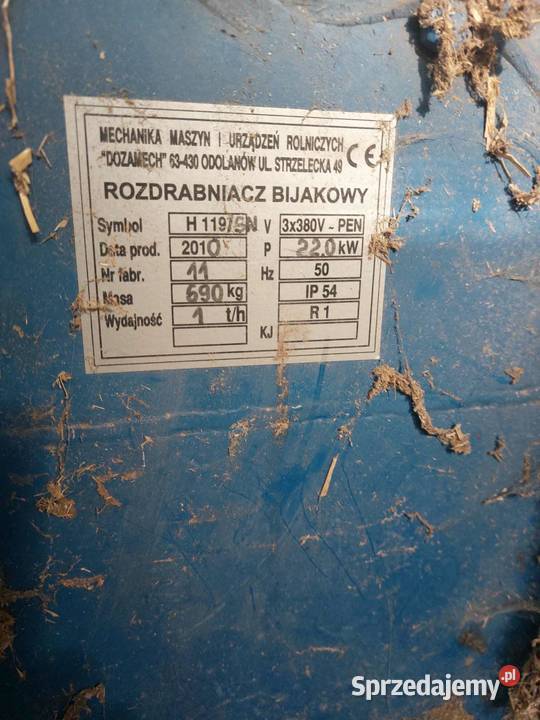 MECHANIKA MASZYN I URZĄDZEŃ ROLNICZYCH
"DOZAMECH" 63-430 ODOLANÓW UL STRZELECKA 49 CE
ROZDRABNIACZ BIJAKOWY
Symbol H 1197 V 3x380V ~ PEN
Data prod. 2010 P 22.0 kW
Nr fabr. 11 Hz 50
Masa 690 kg IP 54
Wydajność 1 t/h R 1
KJ
Sprzedajemy.pl